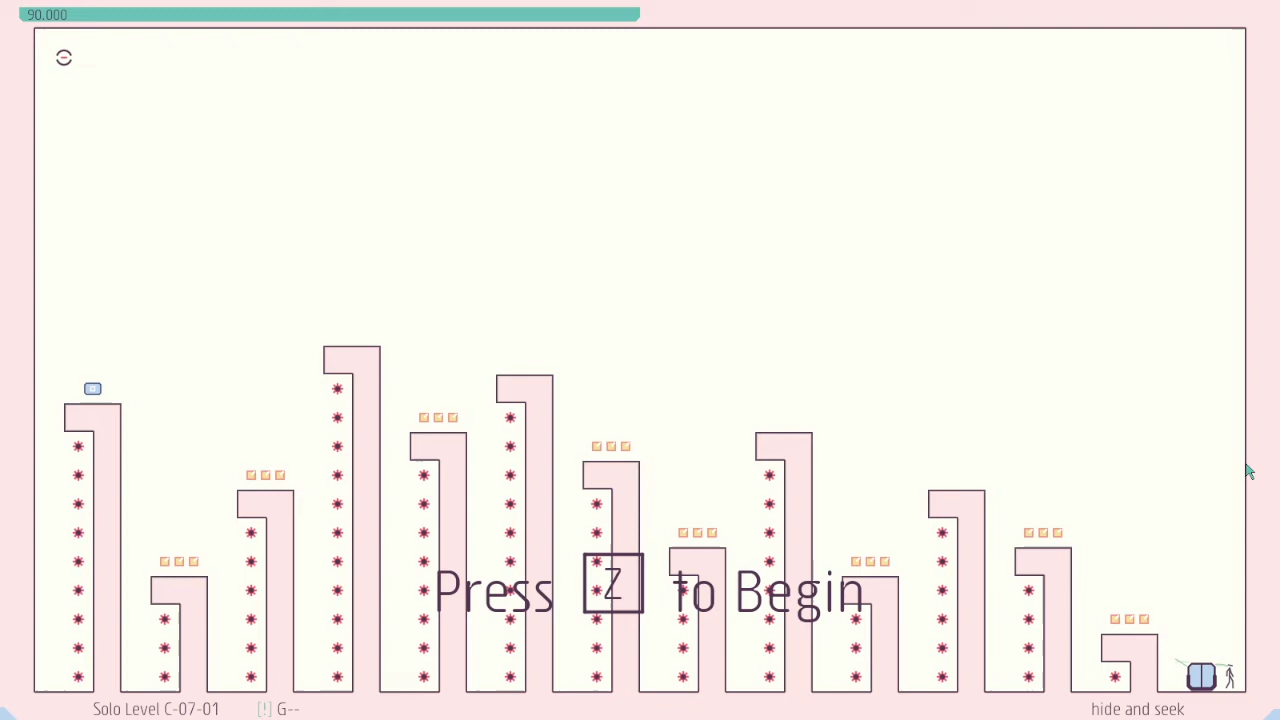 90.000
Press Z to Begin
Solo Level C-07-01 [!] G-- hide and seek